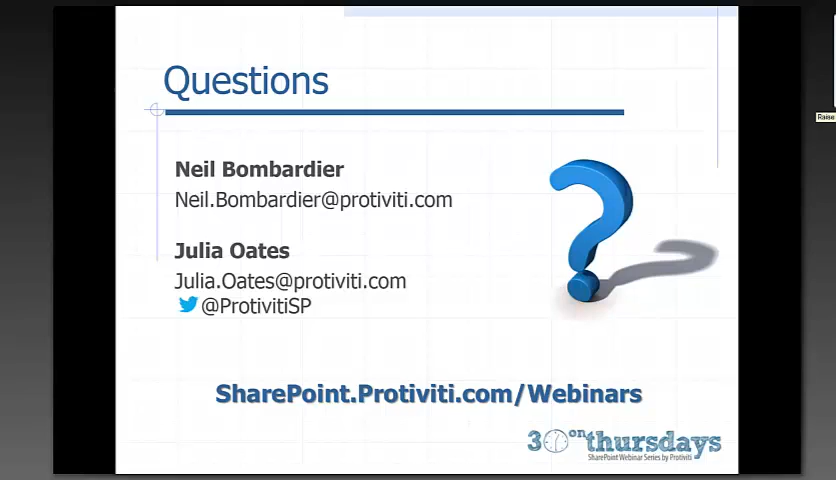 Questions
Raise
Neil Bombardier
Neil.Bombardier@protiviti.com
Julia Oates
Julia.Oates@protiviti.com
@ProtivitiSP
SharePoint.Protiviti.com/Webinars
30 on thursdays
SharePoint Webinar Series by Protiviti